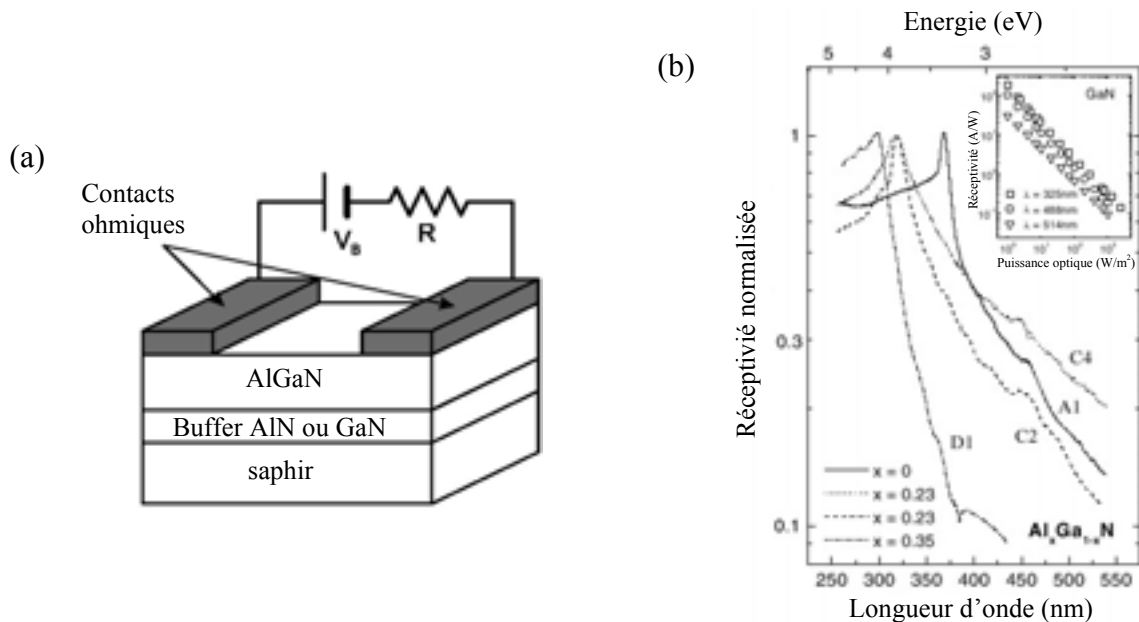 (a)
Contacts
ohmiques
V_B
R
AlGaN
Buffer AlN ou GaN
saphir
(b)
Energie (eV)
5 4 3
GaN
Réceptivité (A/W)
λ = 325nm
λ = 488nm
λ = 514nm
Puissance optique (W/m²)
Réceptivié normalisée
1
0.3
0.1
C4
A1
C2
D1
x = 0
x = 0.23
x = 0.23
x = 0.35
AlₓGa₁₋ₓN
250 300 350 400 450 500 550
Longueur d'onde (nm)